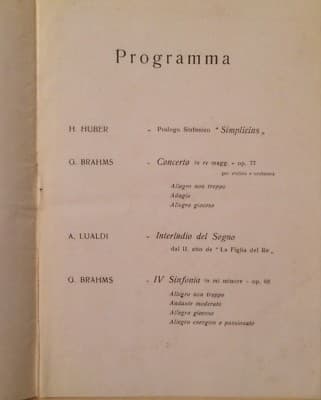 Programma
H. HUBER - Prologo Sinfonico "Simplicius„
G. BRAHMS - Concerto in re magg. - op. 77
per violino e orchestra
Allegro non troppo
Adagio
Allegro giocoso
A. LUALDI - Interludio del Sogno
dal II. atto de "La Figlia del Re„
G. BRAHMS - IV Sinfonia in mi minore - op. 98
Allegro non troppo
Andante moderato
Allegro giocoso
Allegro energico e passionato